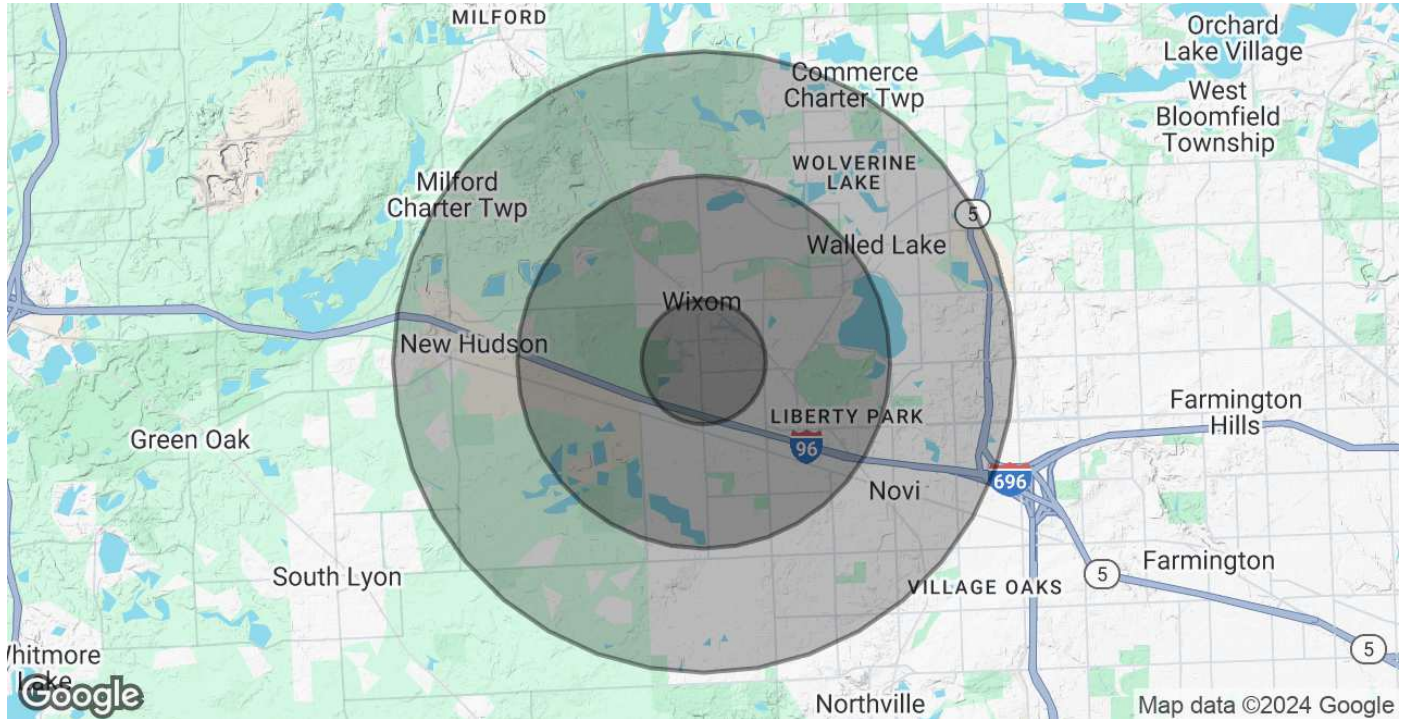 MILFORD
Orchard
Lake Village
Commerce
Charter Twp
West
Bloomfield
Township
WOLVERINE
LAKE
Milford
Charter Twp
5
Walled Lake
Wixom
New Hudson
LIBERTY PARK
Farmington
Hills
Green Oak
96
696
Novi
Farmington
South Lyon
5
VILLAGE OAKS
5
Lake
Google
Northville
Map data ©2024 Google